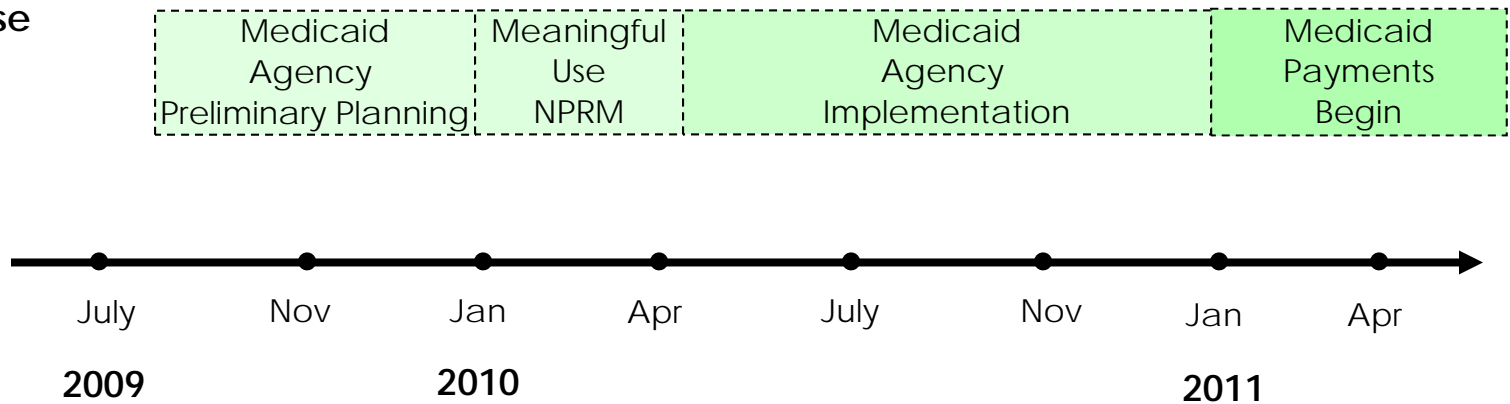 se
Medicaid
Agency
Preliminary Planning
Meaningful
Use
NPRM
Medicaid
Agency
Implementation
Medicaid
Payments
Begin
July
Nov
Jan
Apr
July
Nov
Jan
Apr
2009
2010
2011